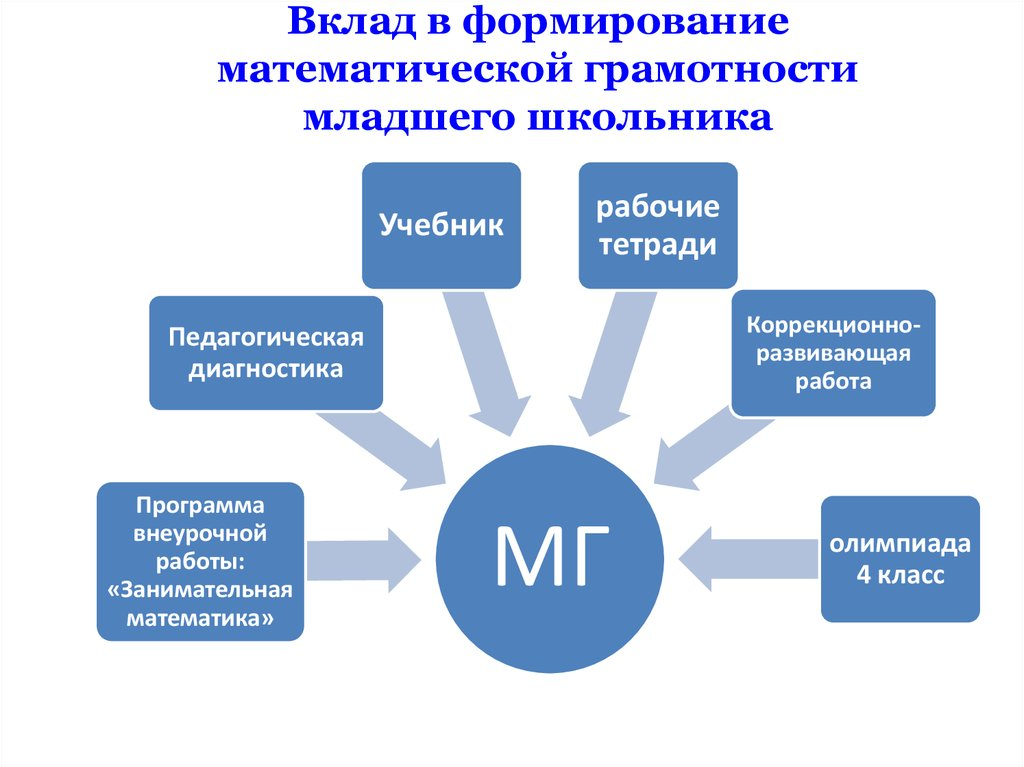 Вклад в формирование
математической грамотности
младшего школьника
Учебник
рабочие
тетради
Педагогическая
диагностика
Коррекционно-
развивающая
работа
Программа
внеурочной
работы:
«Занимательная
математика»
МГ
олимпиада
4 класс